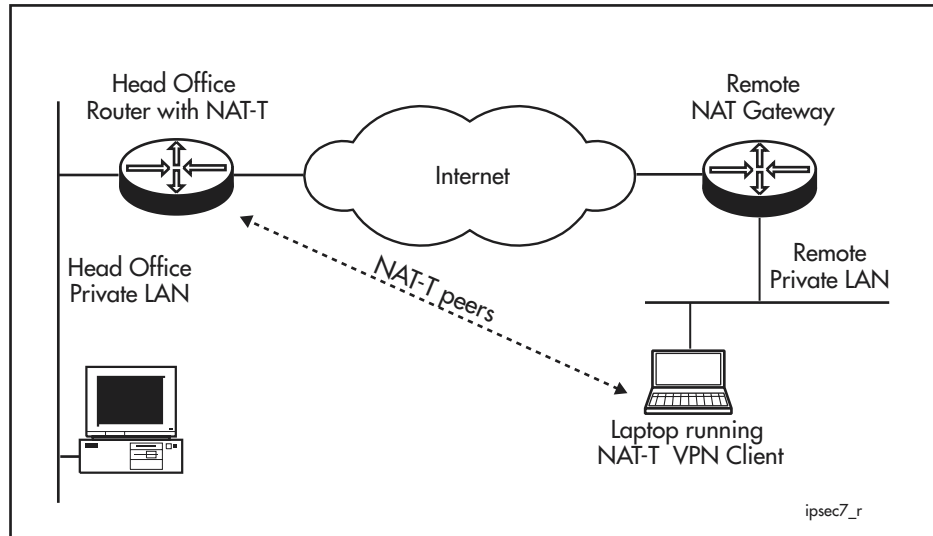 Head Office
Router with NAT-T
Remote
NAT Gateway
Internet
Head Office
Private LAN
NAT-T peers
Remote
Private LAN
Laptop running
NAT-T VPN Client
ipsec7_r